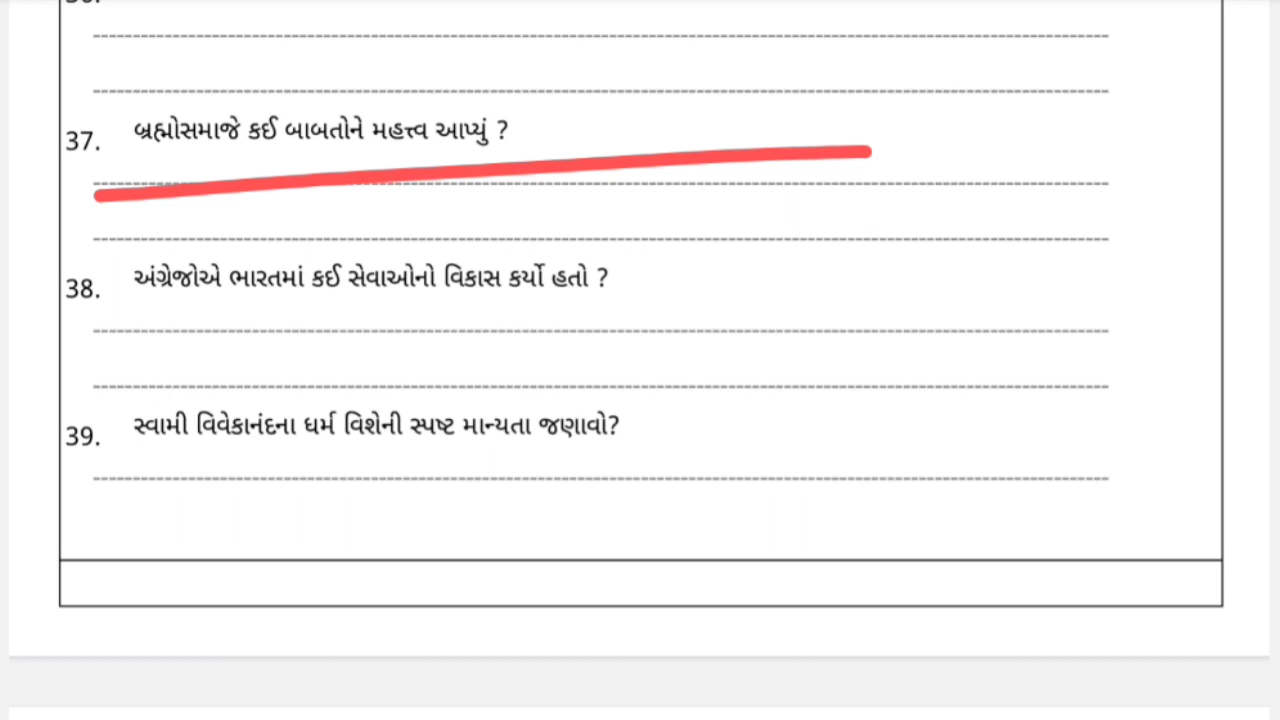 37. બ્રહ્મોસમાજે કઈ બાબતોને મહત્ત્વ આપ્યું ?
38. અંગ્રેજોએ ભારતમાં કઈ સેવાઓનો વિકાસ કર્યો હતો ?
39. સ્વામી વિવેકાનંદના ધર્મ વિશેની સ્પષ્ટ માન્યતા જણાવો?